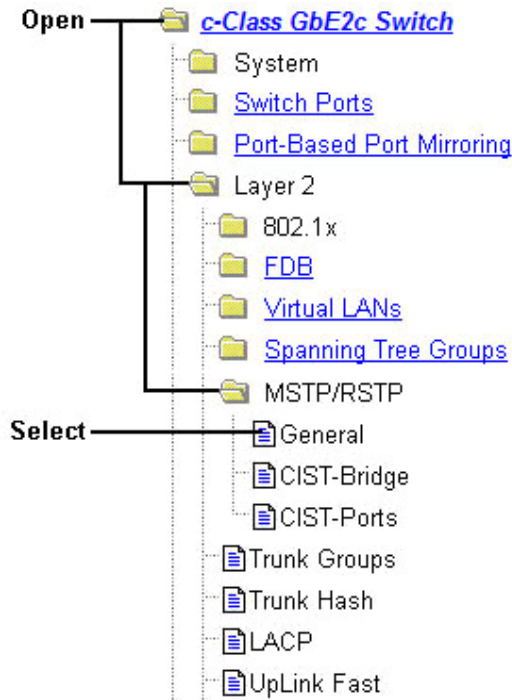 Open c-Class GbE2c Switch
System
Switch Ports
Port-Based Port Mirroring
Layer 2
802.1x
FDB
Virtual LANs
Spanning Tree Groups
MSTP/RSTP
Select General
CIST-Bridge
CIST-Ports
Trunk Groups
Trunk Hash
LACP
UpLink Fast